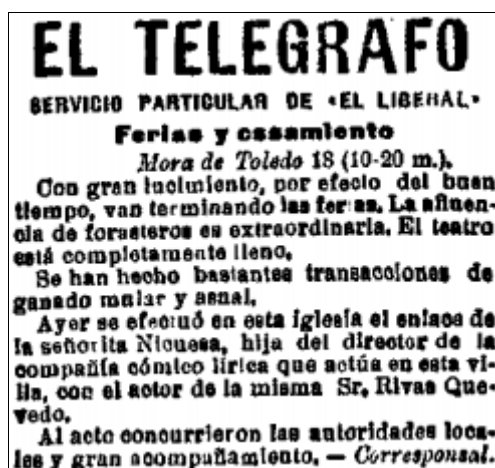 EL TELEGRAFO
SERVICIO PARTICULAR DE «EL LIBERAL»
Ferias y casamiento
Mora de Toledo 18 (10-20 m.).
Con gran lucimiento, por efecto del buen
tiempo, van terminando las ferias. La afluen-
cia de forasteros es extraordinaria. El teatro
está completamente lleno.
Se han hecho bastantes transacciones de
ganado mular y asnal.
Ayer se efectuó en esta iglesia el enlace de
la señorita Nicuesa, hija del director de la
compañía cómico lírica que actúa en esta vi-
lla, con el actor de la misma Sr. Rivas Que-
vedo.
Al acto concurrieron las autoridades loca-
les y gran acompañamiento. — Corresponsal.